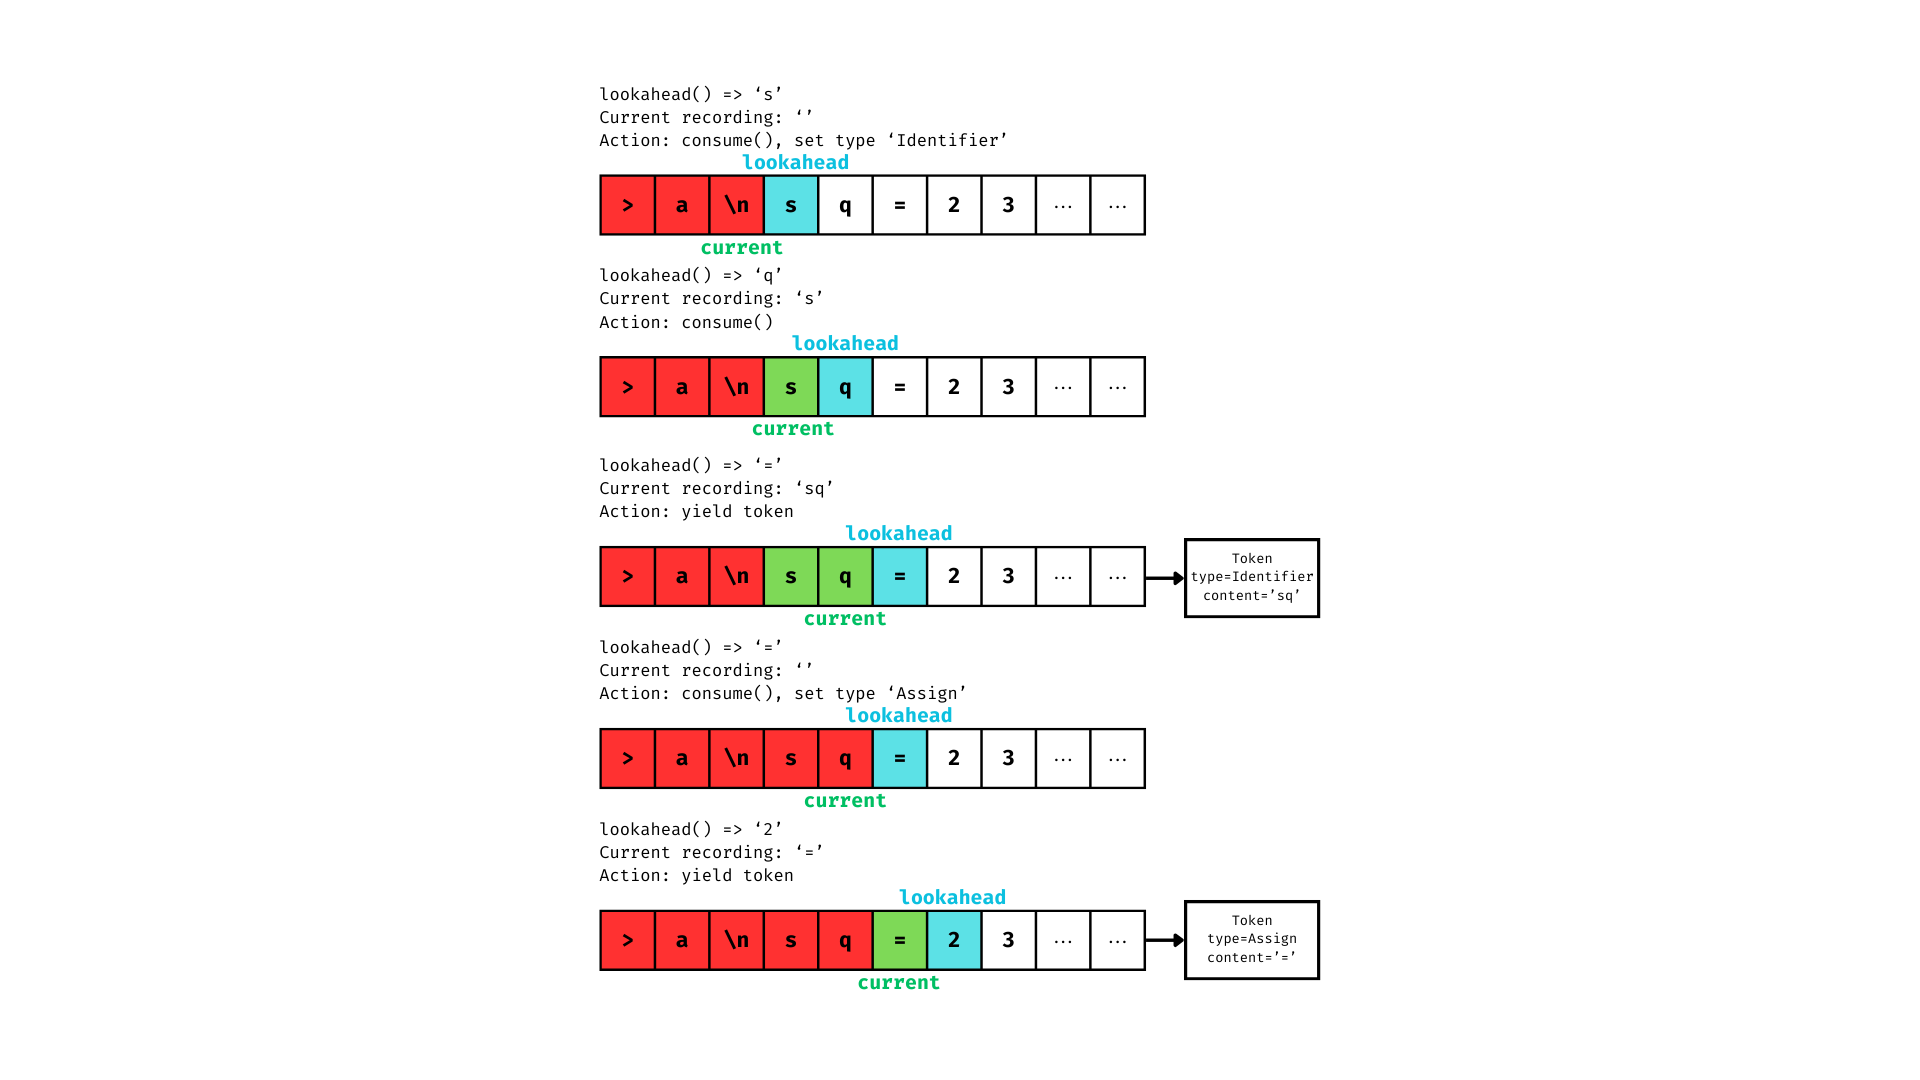 lookahead() => ‘s’
Current recording: ‘’
Action: consume(), set type ‘Identifier’
lookahead
> a \n s q = 2 3 ... ...
current
lookahead() => ‘q’
Current recording: ‘s’
Action: consume()
lookahead
> a \n s q = 2 3 ... ...
current
lookahead() => ‘=’
Current recording: ‘sq’
Action: yield token
lookahead
> a \n s q = 2 3 ... ...
Token
type=Identifier
content=’sq’
current
lookahead() => ‘=’
Current recording: ‘’
Action: consume(), set type ‘Assign’
lookahead
> a \n s q = 2 3 ... ...
current
lookahead() => ‘2’
Current recording: ‘=’
Action: yield token
lookahead
> a \n s q = 2 3 ... ...
Token
type=Assign
content=’=’
current